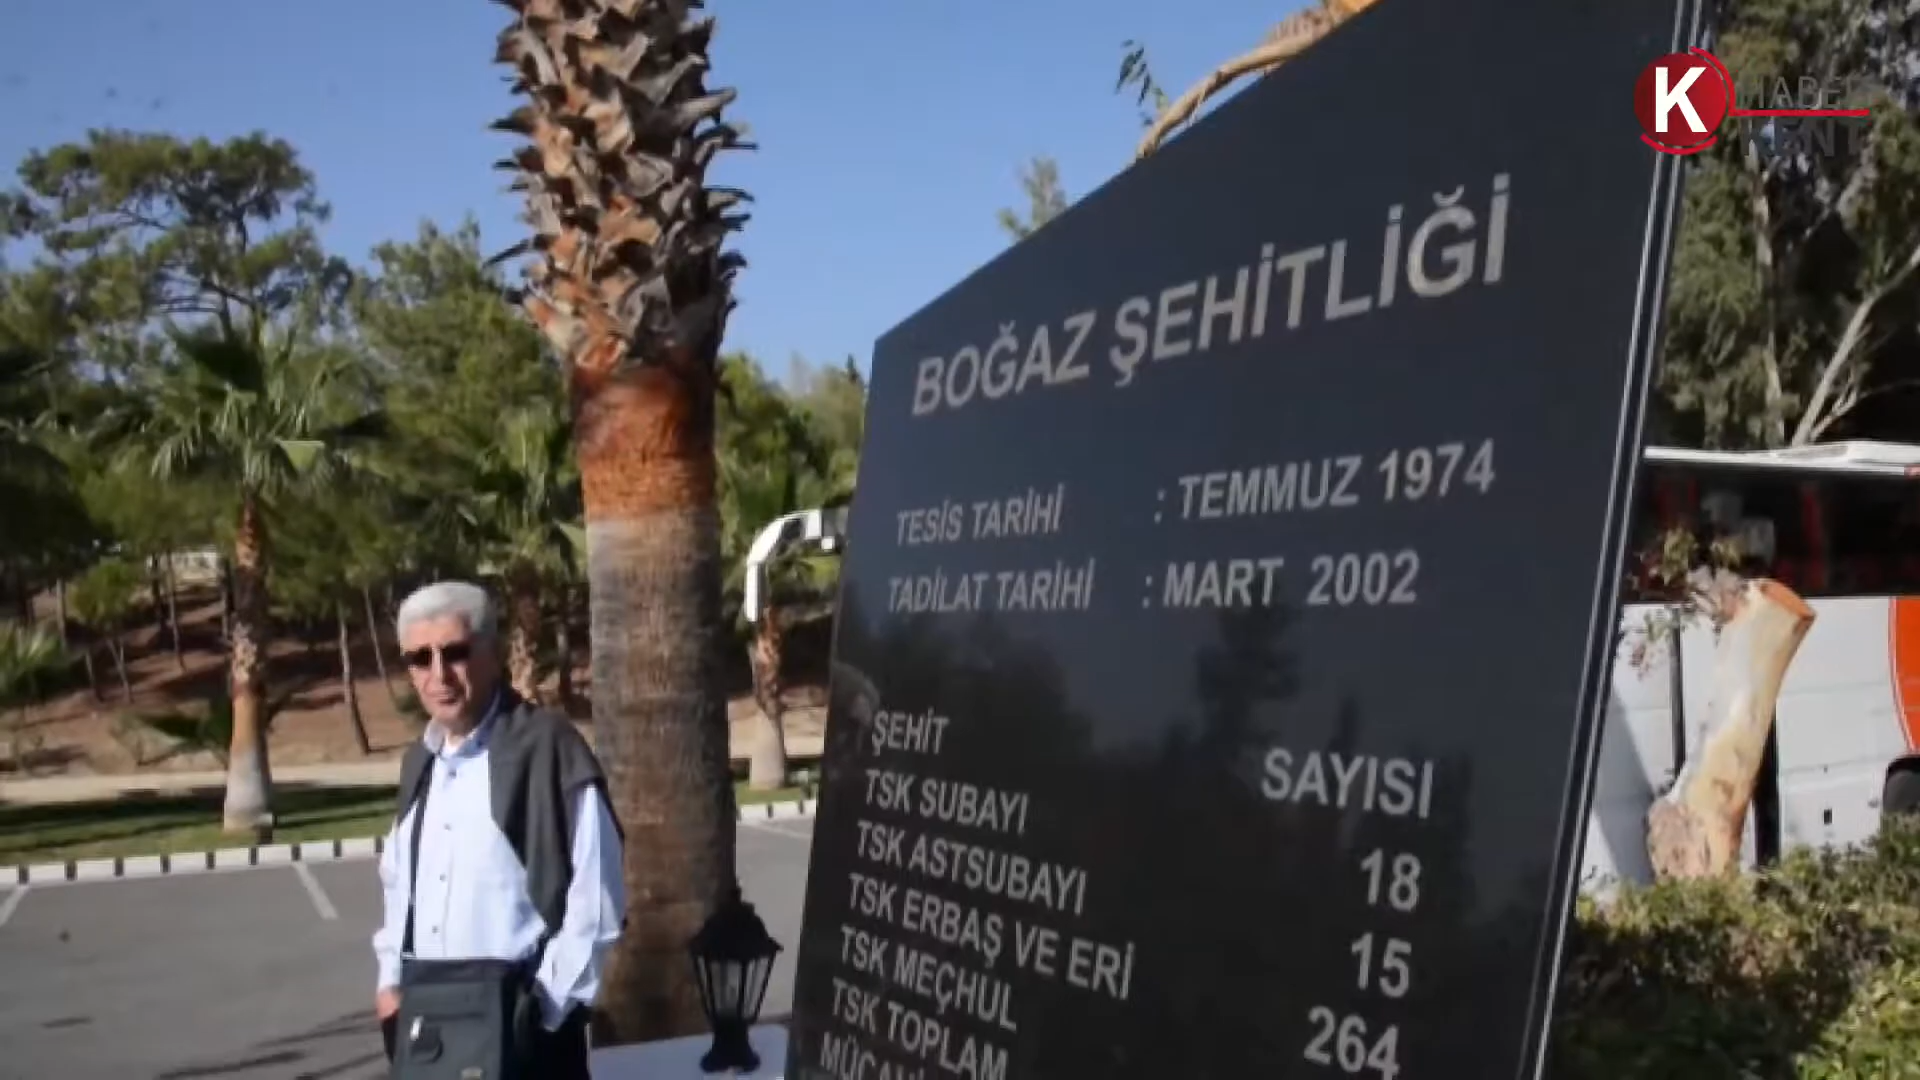 K HABER
KENT
BOĞAZ ŞEHİTLİĞİ
TESİS TARİHİ : TEMMUZ 1974
TADİLAT TARİHİ : MART 2002
ŞEHİT SAYISI
TSK SUBAYI 18
TSK ASTSUBAYI 15
TSK ERBAŞ VE ERİ 264
TSK MEÇHUL
TSK TOPLAM